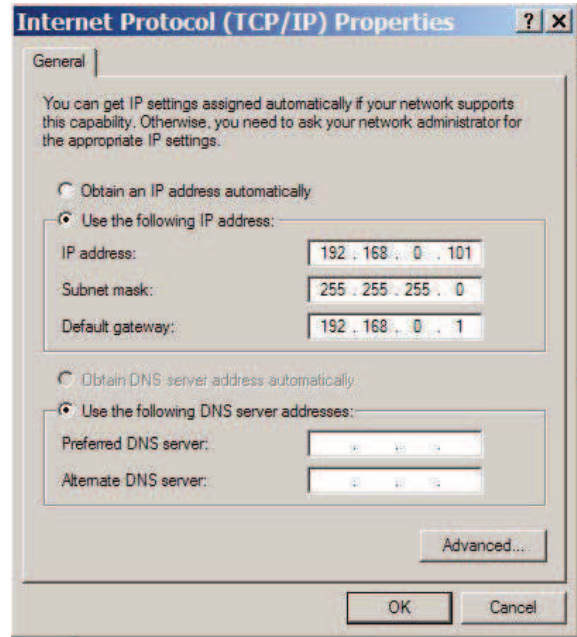 Internet Protocol (TCP/IP) Properties ? X
General
You can get IP settings assigned automatically if your network supports
this capability. Otherwise, you need to ask your network administrator for
the appropriate IP settings.
Obtain an IP address automatically
Use the following IP address:
IP address: 192 . 168 . 0 . 101
Subnet mask: 255 . 255 . 255 . 0
Default gateway: 192 . 168 . 0 . 1
Obtain DNS server address automatically
Use the following DNS server addresses:
Preferred DNS server: . . .
Alternate DNS server: . . .
Advanced...
OK Cancel